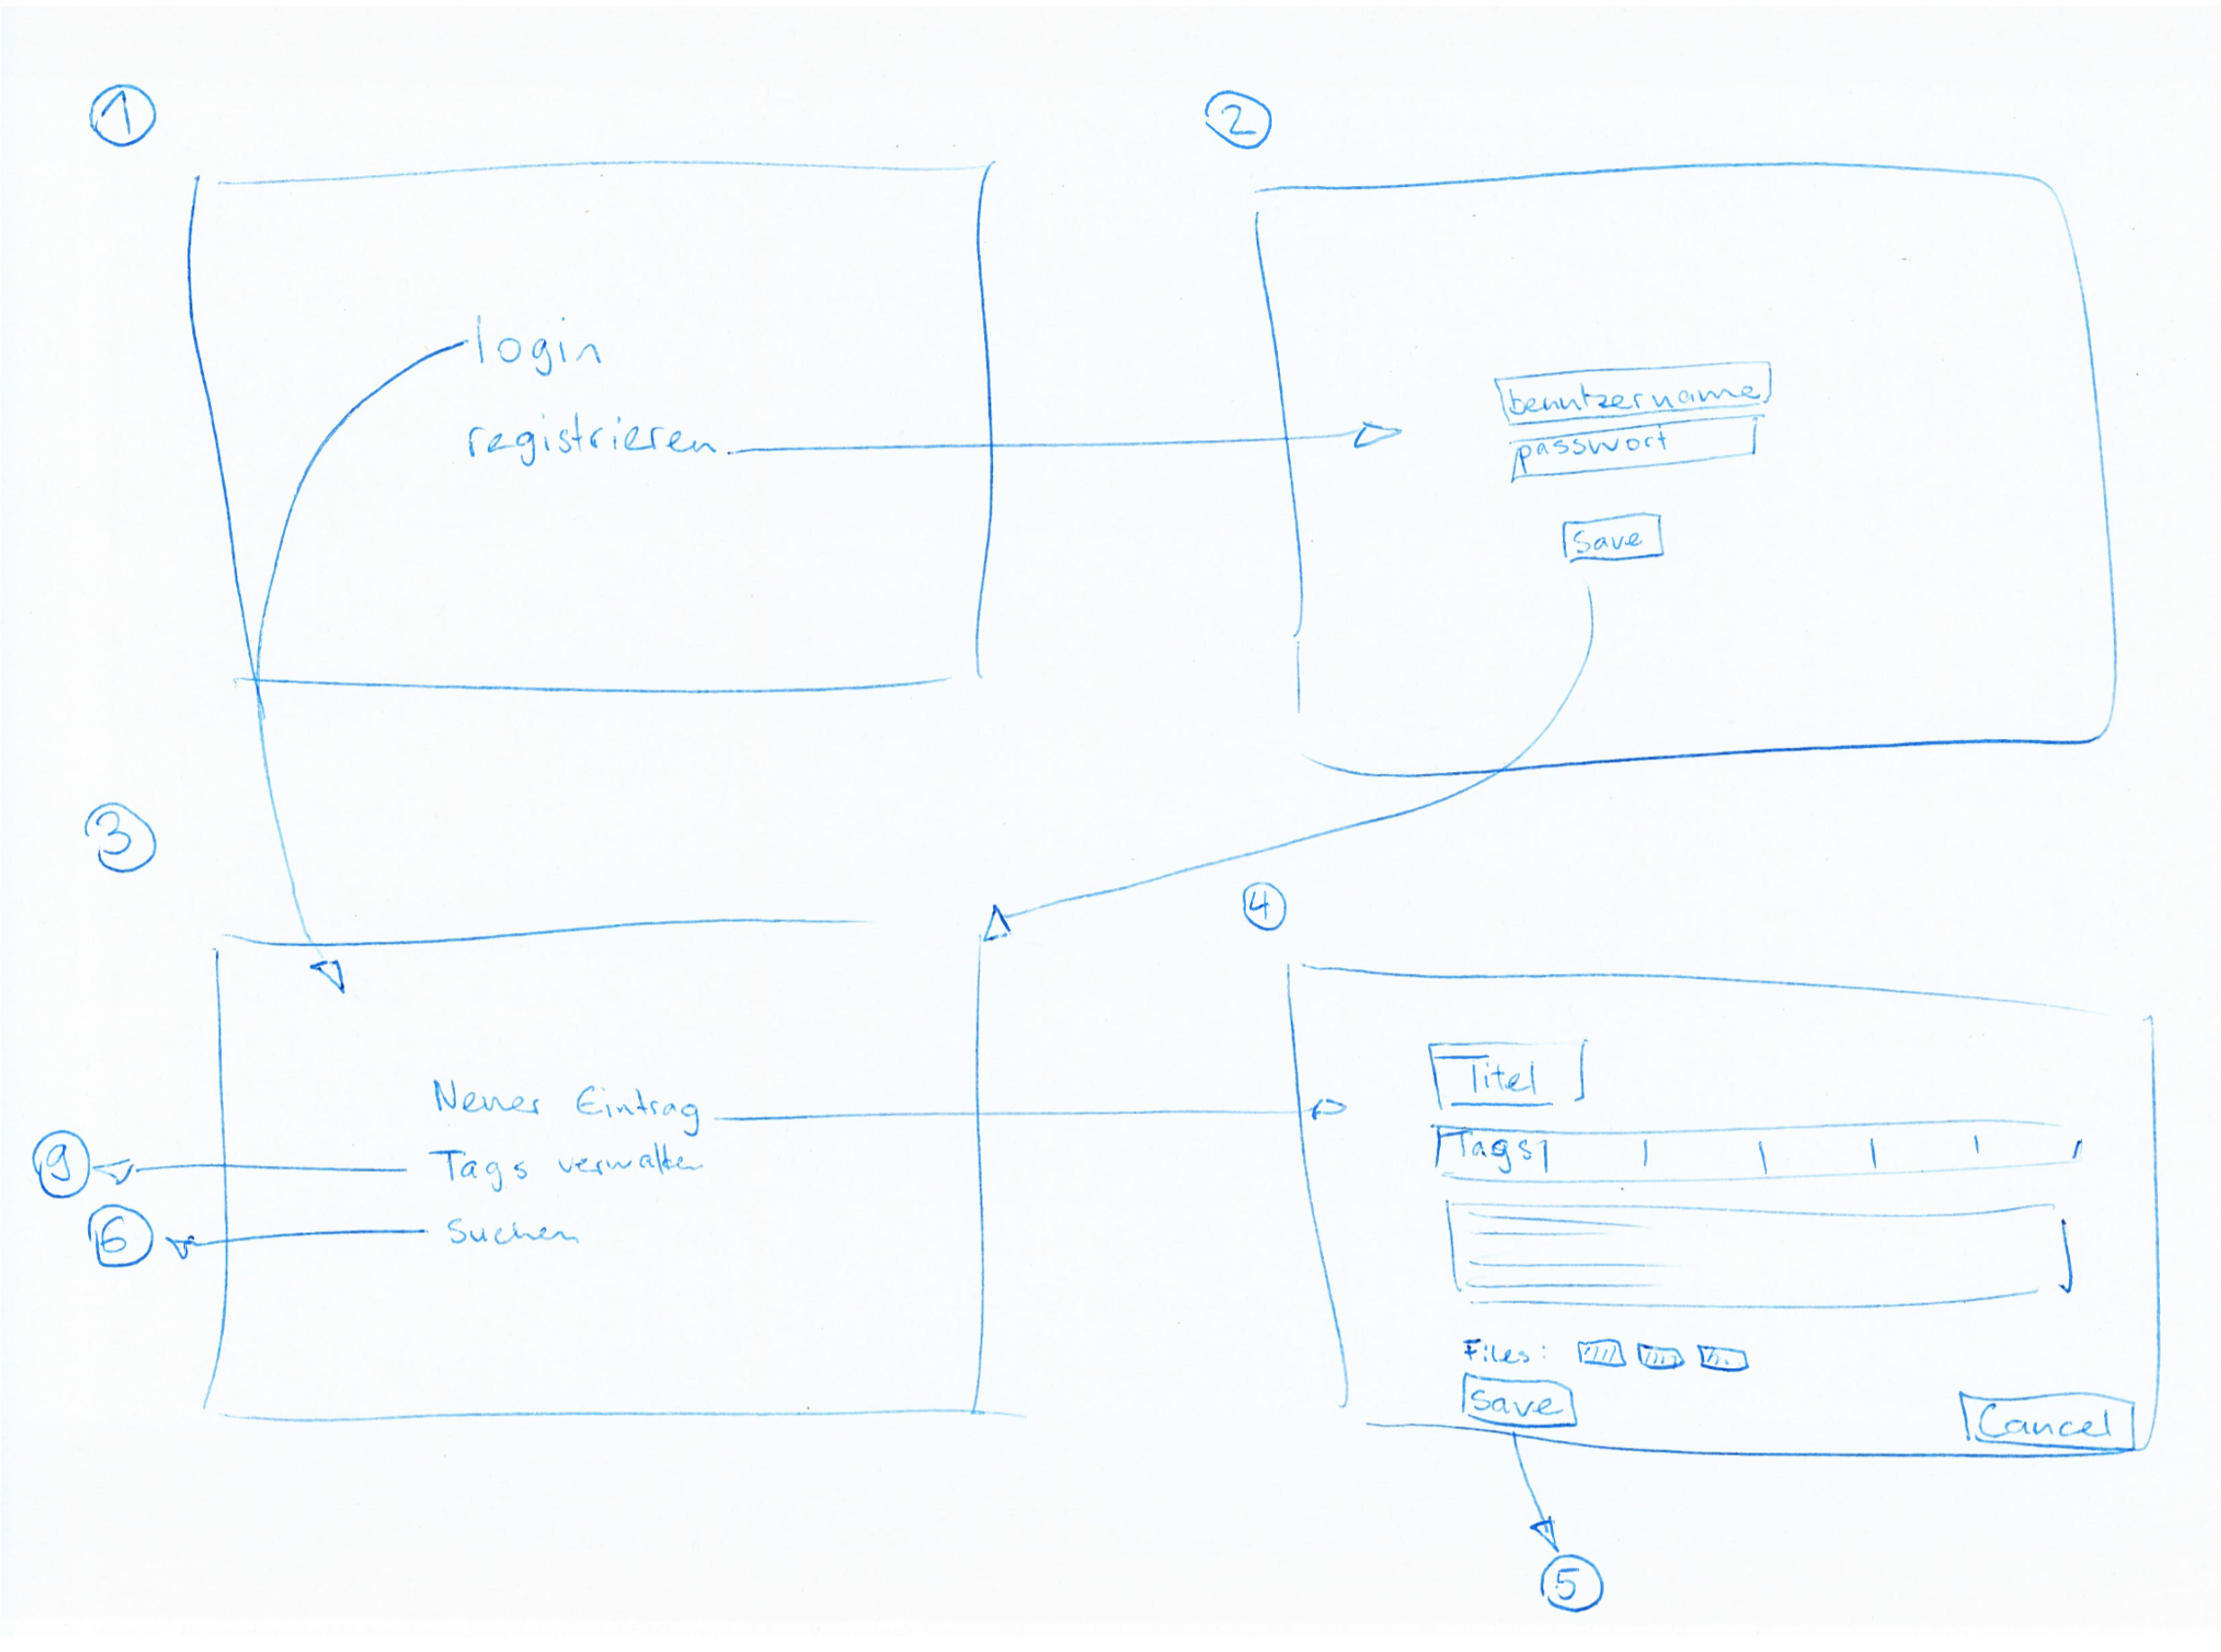 1
login
registrieren
2
benutzername
passwort
Save
3
Neuer Eintrag
Tags verwalten
Suchen
9
6
4
Titel
Tags
Files:
Save
Cancel
5